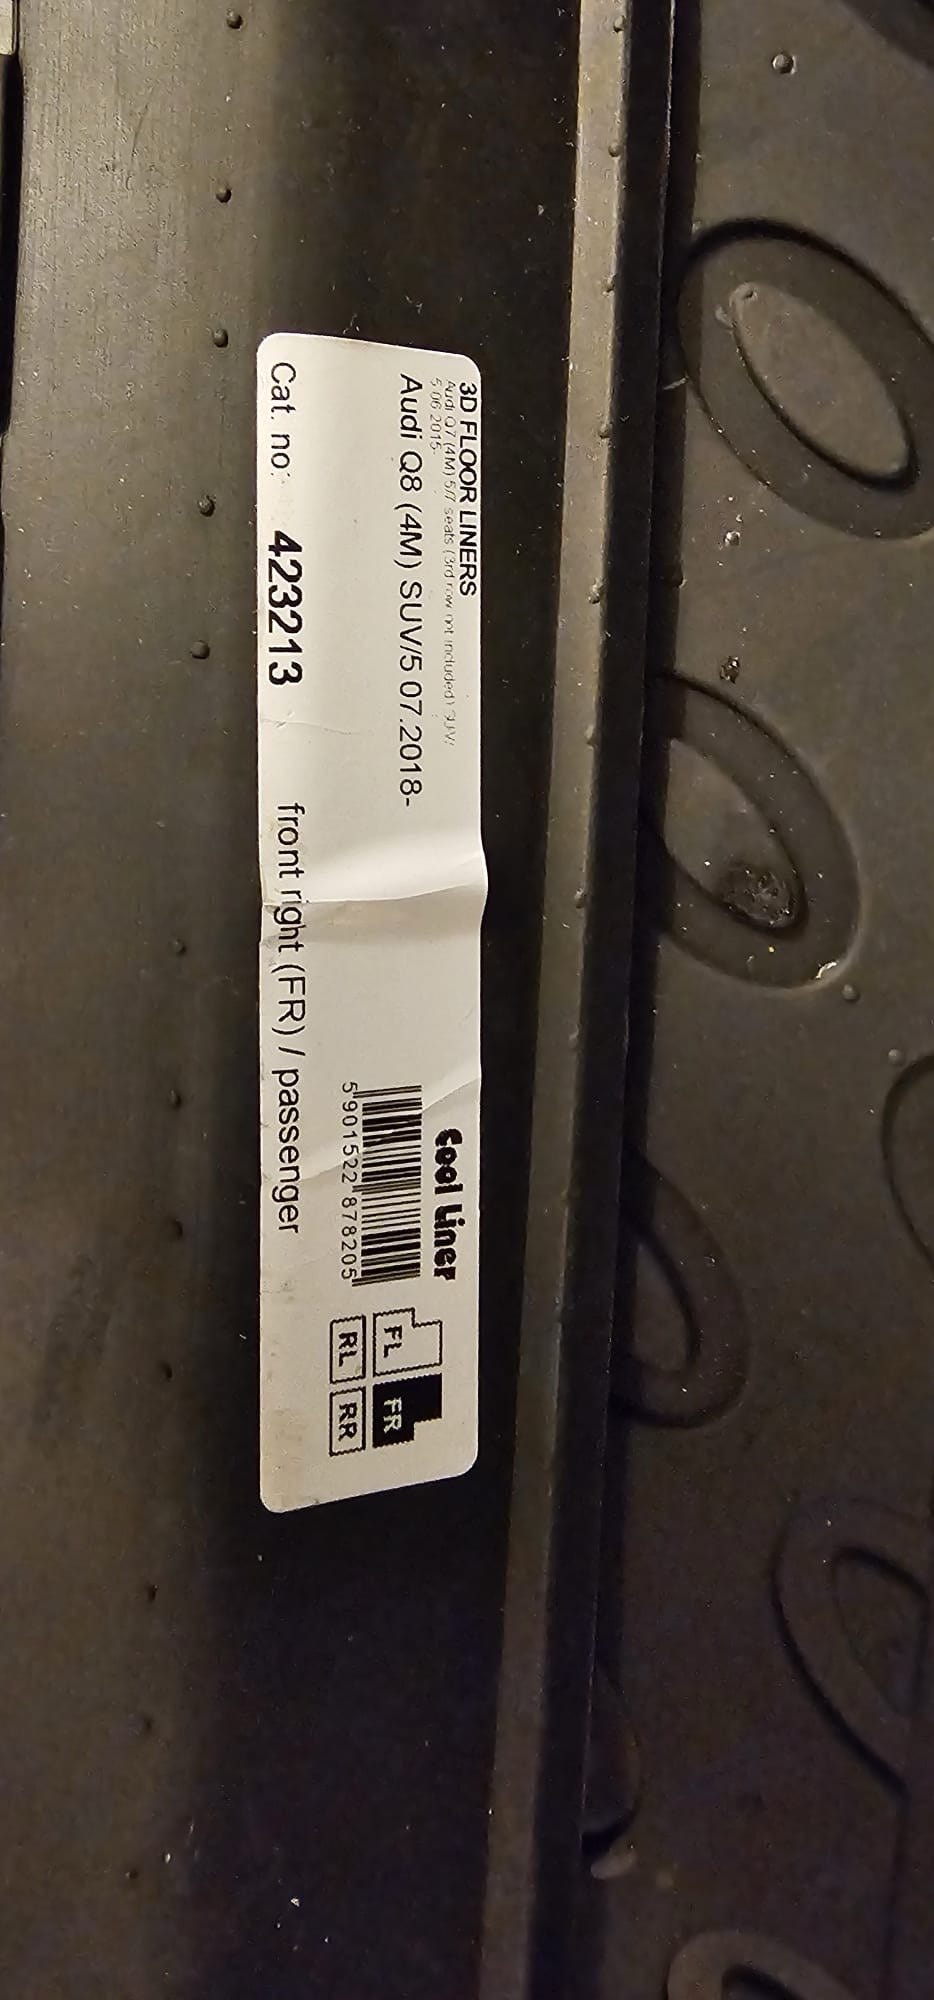 3D FLOOR LINERS
Audi Q7 (4M) 5/7 seats (3rd row not included) SUV/
5 06.2015-
Audi Q8 (4M) SUV/5 07.2018-
Cat. no: 423213 front right (FR) / passenger
Cool Liner
5 901522 878205
FL FR
RL RR